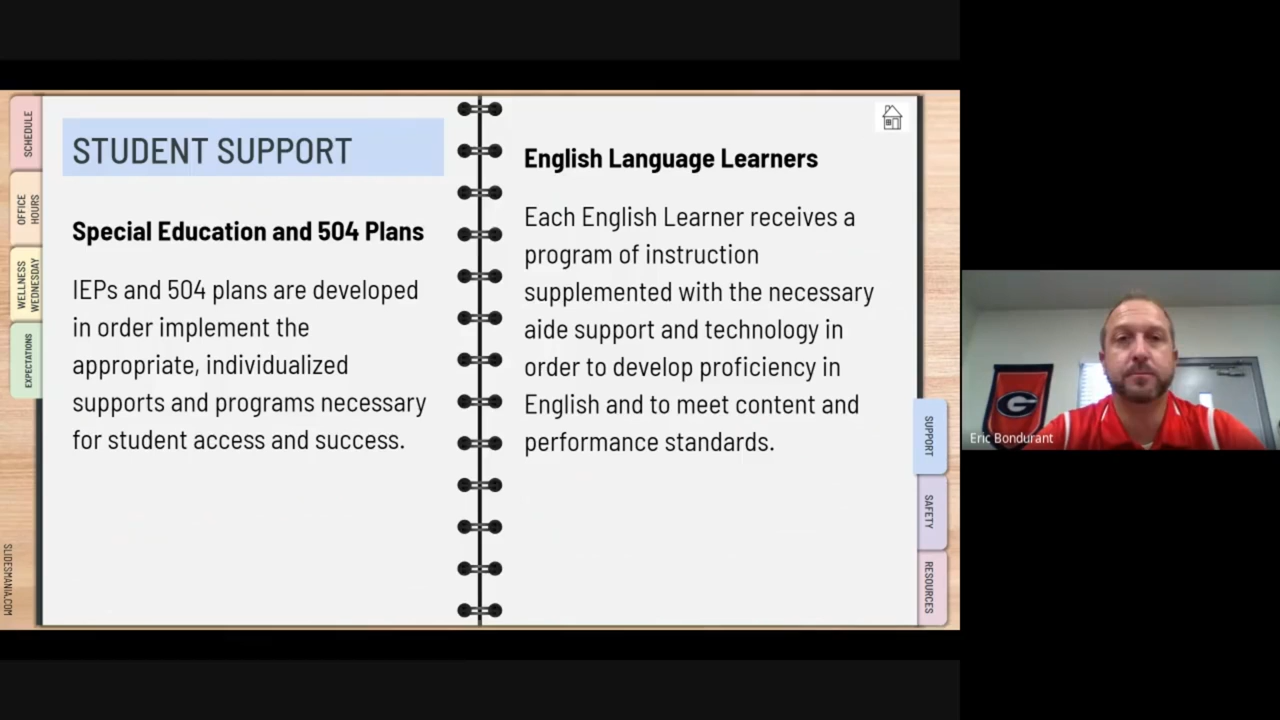 SCHEDULE
OFFICE
HOURS
WELLNESS
WEDNESDAY
EXPECTATIONS
SLIDESMANIA.COM
STUDENT SUPPORT
Special Education and 504 Plans
IEPs and 504 plans are developed
in order implement the
appropriate, individualized
supports and programs necessary
for student access and success.
English Language Learners
Each English Learner receives a
program of instruction
supplemented with the necessary
aide support and technology in
order to develop proficiency in
English and to meet content and
performance standards.
SUPPORT
SAFETY
RESOURCES
G
Eric Bondurant